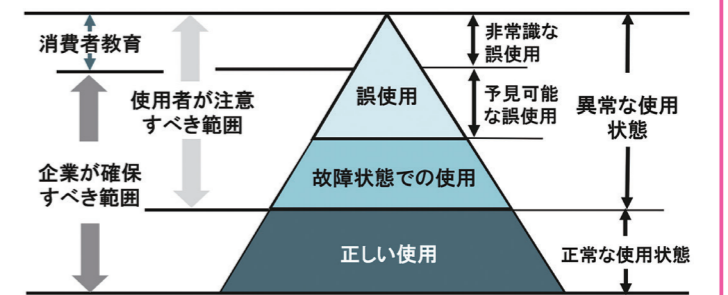 消費者教育
使用者が注意
すべき範囲
企業が確保
すべき範囲
誤使用
故障状態での使用
正しい使用
非常識な
誤使用
予見可能
な誤使用
異常な使用
状態
正常な使用状態